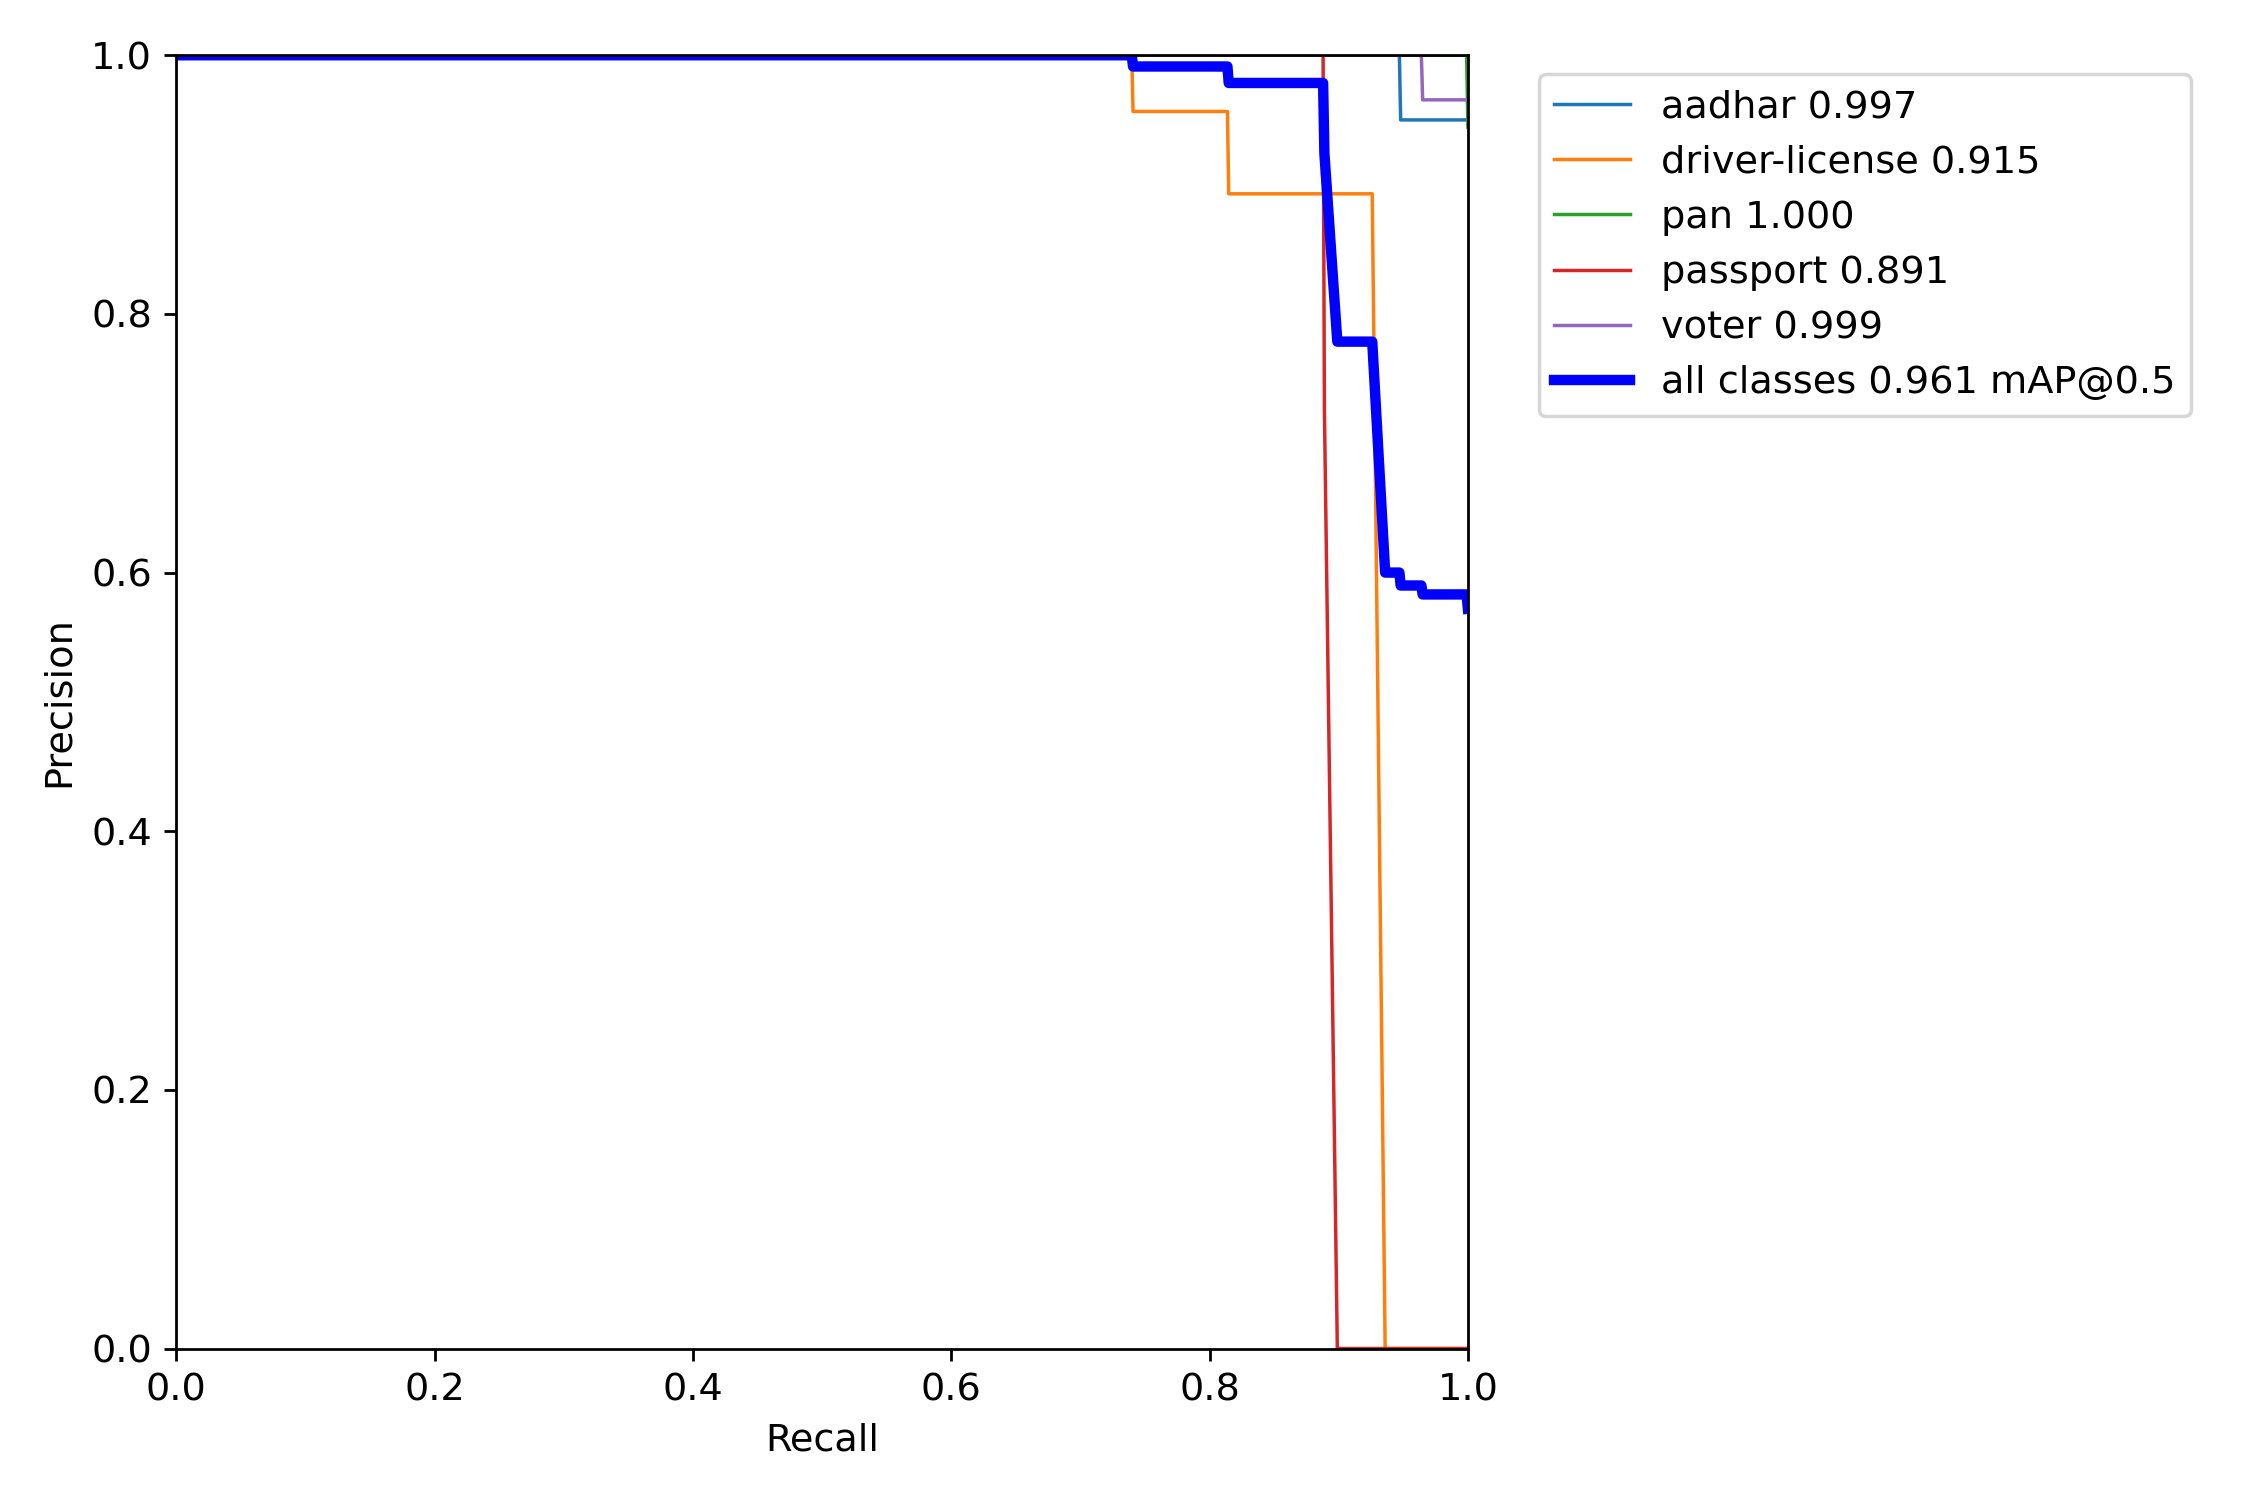 1.0
0.8
0.6
0.4
0.2
0.0
Precision
0.0 0.2 0.4 0.6 0.8 1.0
Recall
aadhar 0.997
driver-license 0.915
pan 1.000
passport 0.891
voter 0.999
all classes 0.961 mAP@0.5